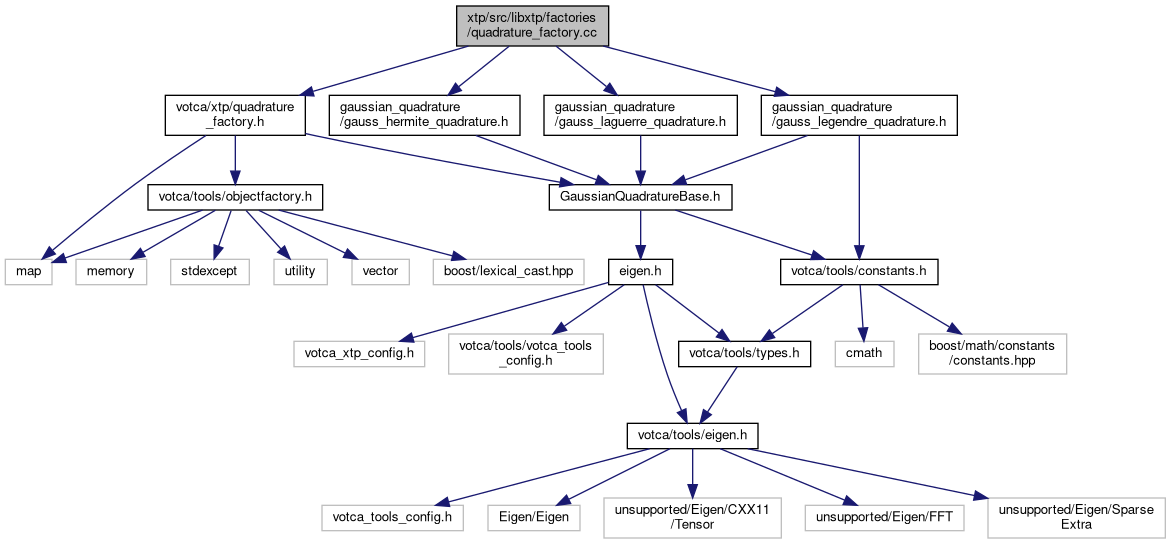 xtp/src/libxtp/factories
/quadrature_factory.cc
votca/xtp/quadrature
_factory.h
gaussian_quadrature
/gauss_hermite_quadrature.h
gaussian_quadrature
/gauss_laguerre_quadrature.h
gaussian_quadrature
/gauss_legendre_quadrature.h
votca/tools/objectfactory.h
GaussianQuadratureBase.h
map
memory
stdexcept
utility
vector
boost/lexical_cast.hpp
eigen.h
votca/tools/constants.h
votca_xtp_config.h
votca/tools/votca_tools
_config.h
votca/tools/types.h
cmath
boost/math/constants
/constants.hpp
votca/tools/eigen.h
votca_tools_config.h
Eigen/Eigen
unsupported/Eigen/CXX11
/Tensor
unsupported/Eigen/FFT
unsupported/Eigen/Sparse
Extra